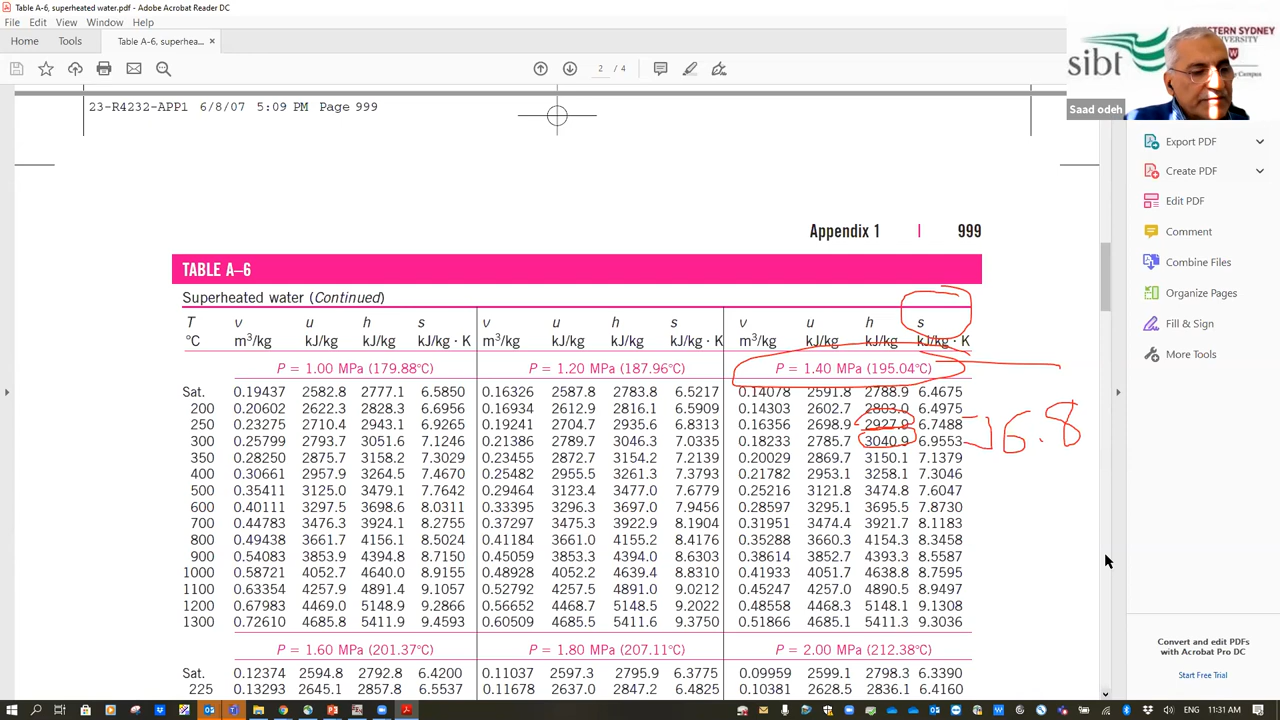 Table A-6, superheated water.pdf - Adobe Acrobat Reader DC
File Edit View Window Help
Home Tools Table A-6, superhea... ×
2 / 4
WESTERN SYDNEY
UNIVERSITY
sibt
Campus
Saad odeh
Export PDF
Create PDF
Edit PDF
Comment
Combine Files
Organize Pages
Fill & Sign
More Tools
Convert and edit PDFs
with Acrobat Pro DC
Start Free Trial
23-R4232-APP1 6/8/07 5:09 PM Page 999
Appendix 1 | 999
TABLE A–6
Superheated water (Continued)
T v u h s v u h s v u h s
°C m³/kg kJ/kg kJ/kg kJ/kg · K m³/kg kJ/kg kJ/kg kJ/kg · K m³/kg kJ/kg kJ/kg kJ/kg · K
P = 1.00 MPa (179.88°C) P = 1.20 MPa (187.96°C) P = 1.40 MPa (195.04°C)
Sat. 0.19437 2582.8 2777.1 6.5850 0.16326 2587.8 2783.8 6.5217 0.14078 2591.8 2788.9 6.4675
200 0.20602 2622.3 2828.3 6.6956 0.16934 2612.9 2816.1 6.5909 0.14303 2602.7 2803.0 6.4975
250 0.23275 2710.4 2943.1 6.9265 0.19241 2704.7 2935.6 6.8313 0.16356 2698.9 2927.9 6.7488
300 0.25799 2793.7 3051.6 7.1246 0.21386 2789.7 3046.3 7.0335 0.18233 2785.7 3040.9 6.9553
6.8
350 0.28250 2875.7 3158.2 7.3029 0.23455 2872.7 3154.2 7.2139 0.20029 2869.7 3150.1 7.1379
400 0.30661 2957.9 3264.5 7.4670 0.25482 2955.5 3261.3 7.3793 0.21782 2953.1 3258.1 7.3046
500 0.35411 3125.0 3479.1 7.7642 0.29464 3123.4 3477.0 7.6779 0.25216 3121.8 3474.8 7.6047
600 0.40111 3297.5 3698.6 8.0311 0.33395 3296.3 3697.0 7.9456 0.28597 3295.1 3695.5 7.8730
700 0.44783 3476.3 3924.1 8.2755 0.37297 3475.3 3922.9 8.1904 0.31951 3474.4 3921.7 8.1183
800 0.49438 3661.7 4156.1 8.5024 0.41184 3661.0 4155.2 8.4176 0.35288 3660.3 4154.3 8.3458
900 0.54083 3853.9 4394.8 8.7150 0.45059 3853.3 4394.0 8.6303 0.38614 3852.7 4393.3 8.5587
1000 0.58721 4052.7 4640.0 8.9155 0.48928 4052.2 4639.4 8.8310 0.41933 4051.7 4638.8 8.7595
1100 0.63354 4257.9 4891.4 9.1057 0.52792 4257.5 4891.0 9.0212 0.45247 4257.0 4890.5 8.9497
1200 0.67983 4469.0 5148.9 9.2866 0.56652 4468.7 5148.5 9.2022 0.48558 4468.3 5148.1 9.1308
1300 0.72610 4685.8 5411.9 9.4593 0.60509 4685.5 5411.6 9.3750 0.51866 4685.1 5411.3 9.3036
P = 1.60 MPa (201.37°C) P = 1.80 MPa (207.11°C) P = 2.00 MPa (212.38°C)
Sat. 0.12374 2594.8 2792.8 6.4200 0.11037 2597.3 2795.9 6.3775 0.09959 2599.1 2798.3 6.3390
225 0.13293 2645.1 2857.8 6.5537 0.11678 2637.0 2847.2 6.4825 0.10381 2628.5 2836.1 6.4160
ENG 11:31 AM